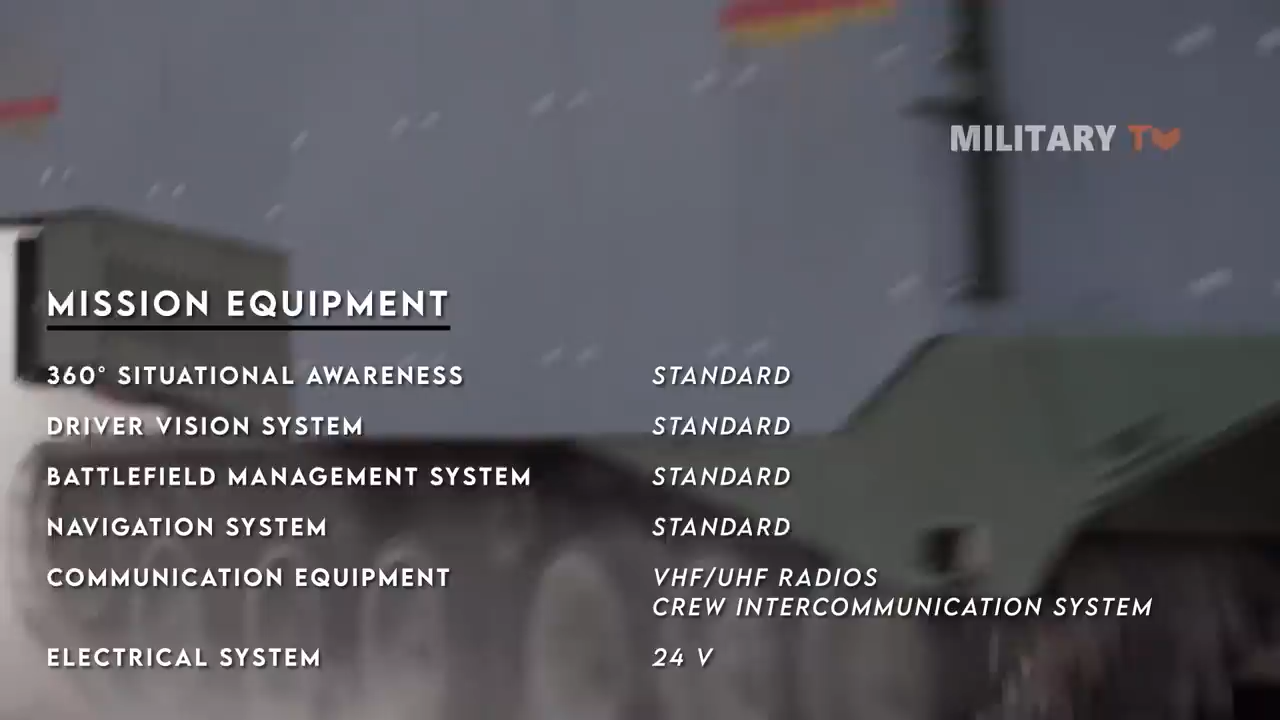 MILITARY TV
MISSION EQUIPMENT
360° SITUATIONAL AWARENESS STANDARD
DRIVER VISION SYSTEM STANDARD
BATTLEFIELD MANAGEMENT SYSTEM STANDARD
NAVIGATION SYSTEM STANDARD
COMMUNICATION EQUIPMENT VHF/UHF RADIOS
CREW INTERCOMMUNICATION SYSTEM
ELECTRICAL SYSTEM 24 V